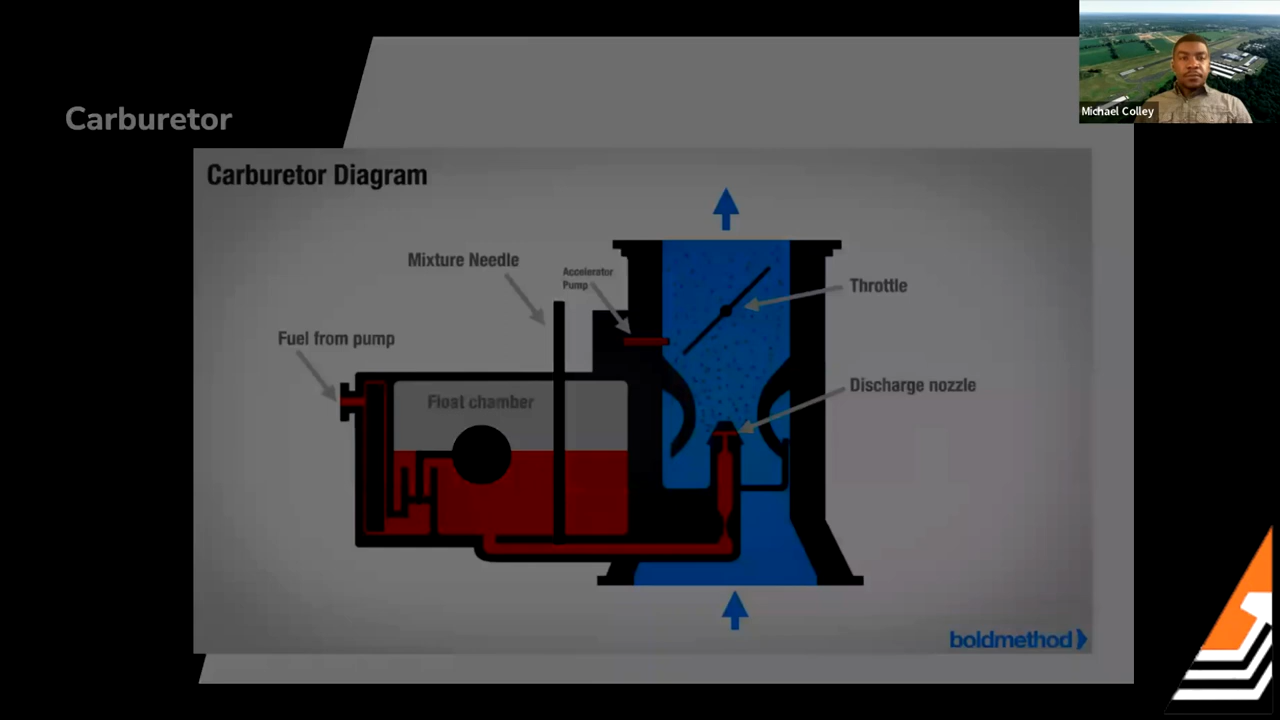 Carburetor
Michael Colley
Carburetor Diagram
Mixture Needle
Accelerator
Pump
Throttle
Fuel from pump
Discharge nozzle
Float chamber
boldmethod